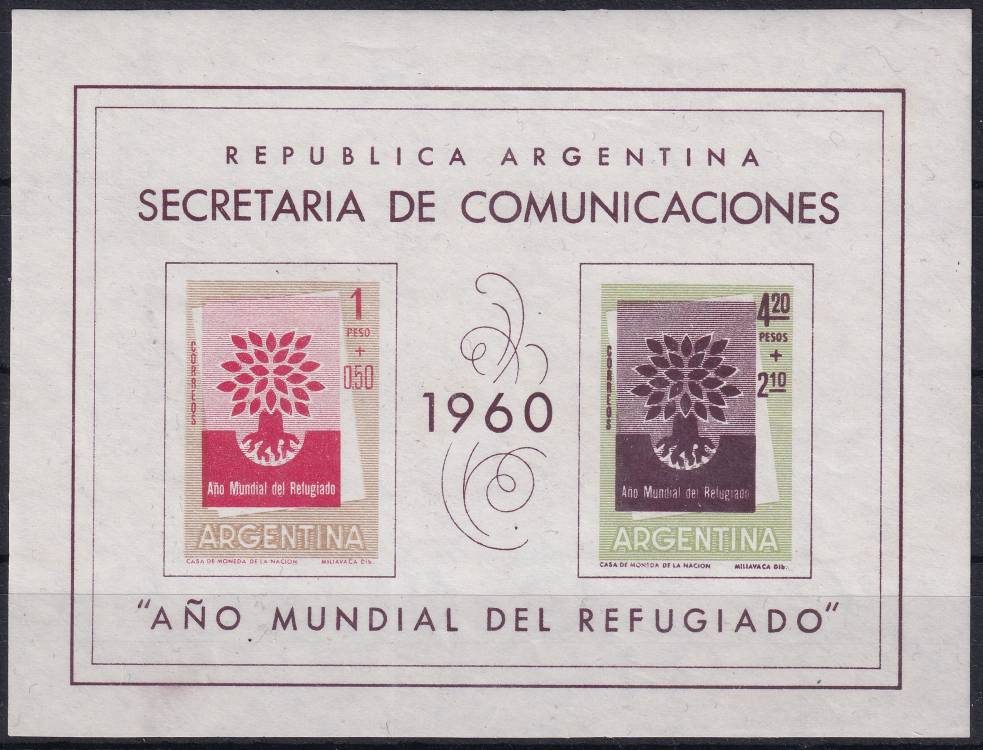 REPUBLICA ARGENTINA
SECRETARIA DE COMUNICACIONES
1
PESO
+
0.50
CORREOS
Año Mundial del Refugiado
ARGENTINA
CASA DE MONEDA DE LA NACION MILIAVACA DIB.
1960
4.20
PESOS
+
2.10
CORREOS
Año Mundial del Refugiado
ARGENTINA
CASA DE MONEDA DE LA NACION MILIAVACA DIB.
"AÑO MUNDIAL DEL REFUGIADO"